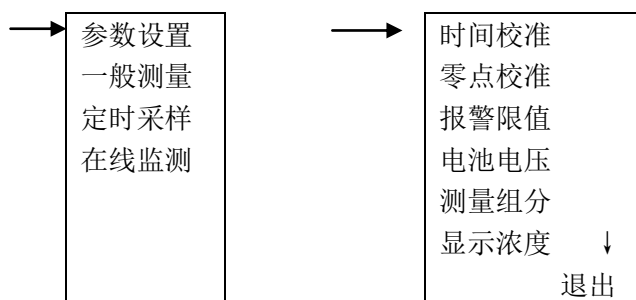 参数设置
一般测量
定时采样
在线监测
时间校准
零点校准
报警限值
电池电压
测量组分
显示浓度 ↓
退出